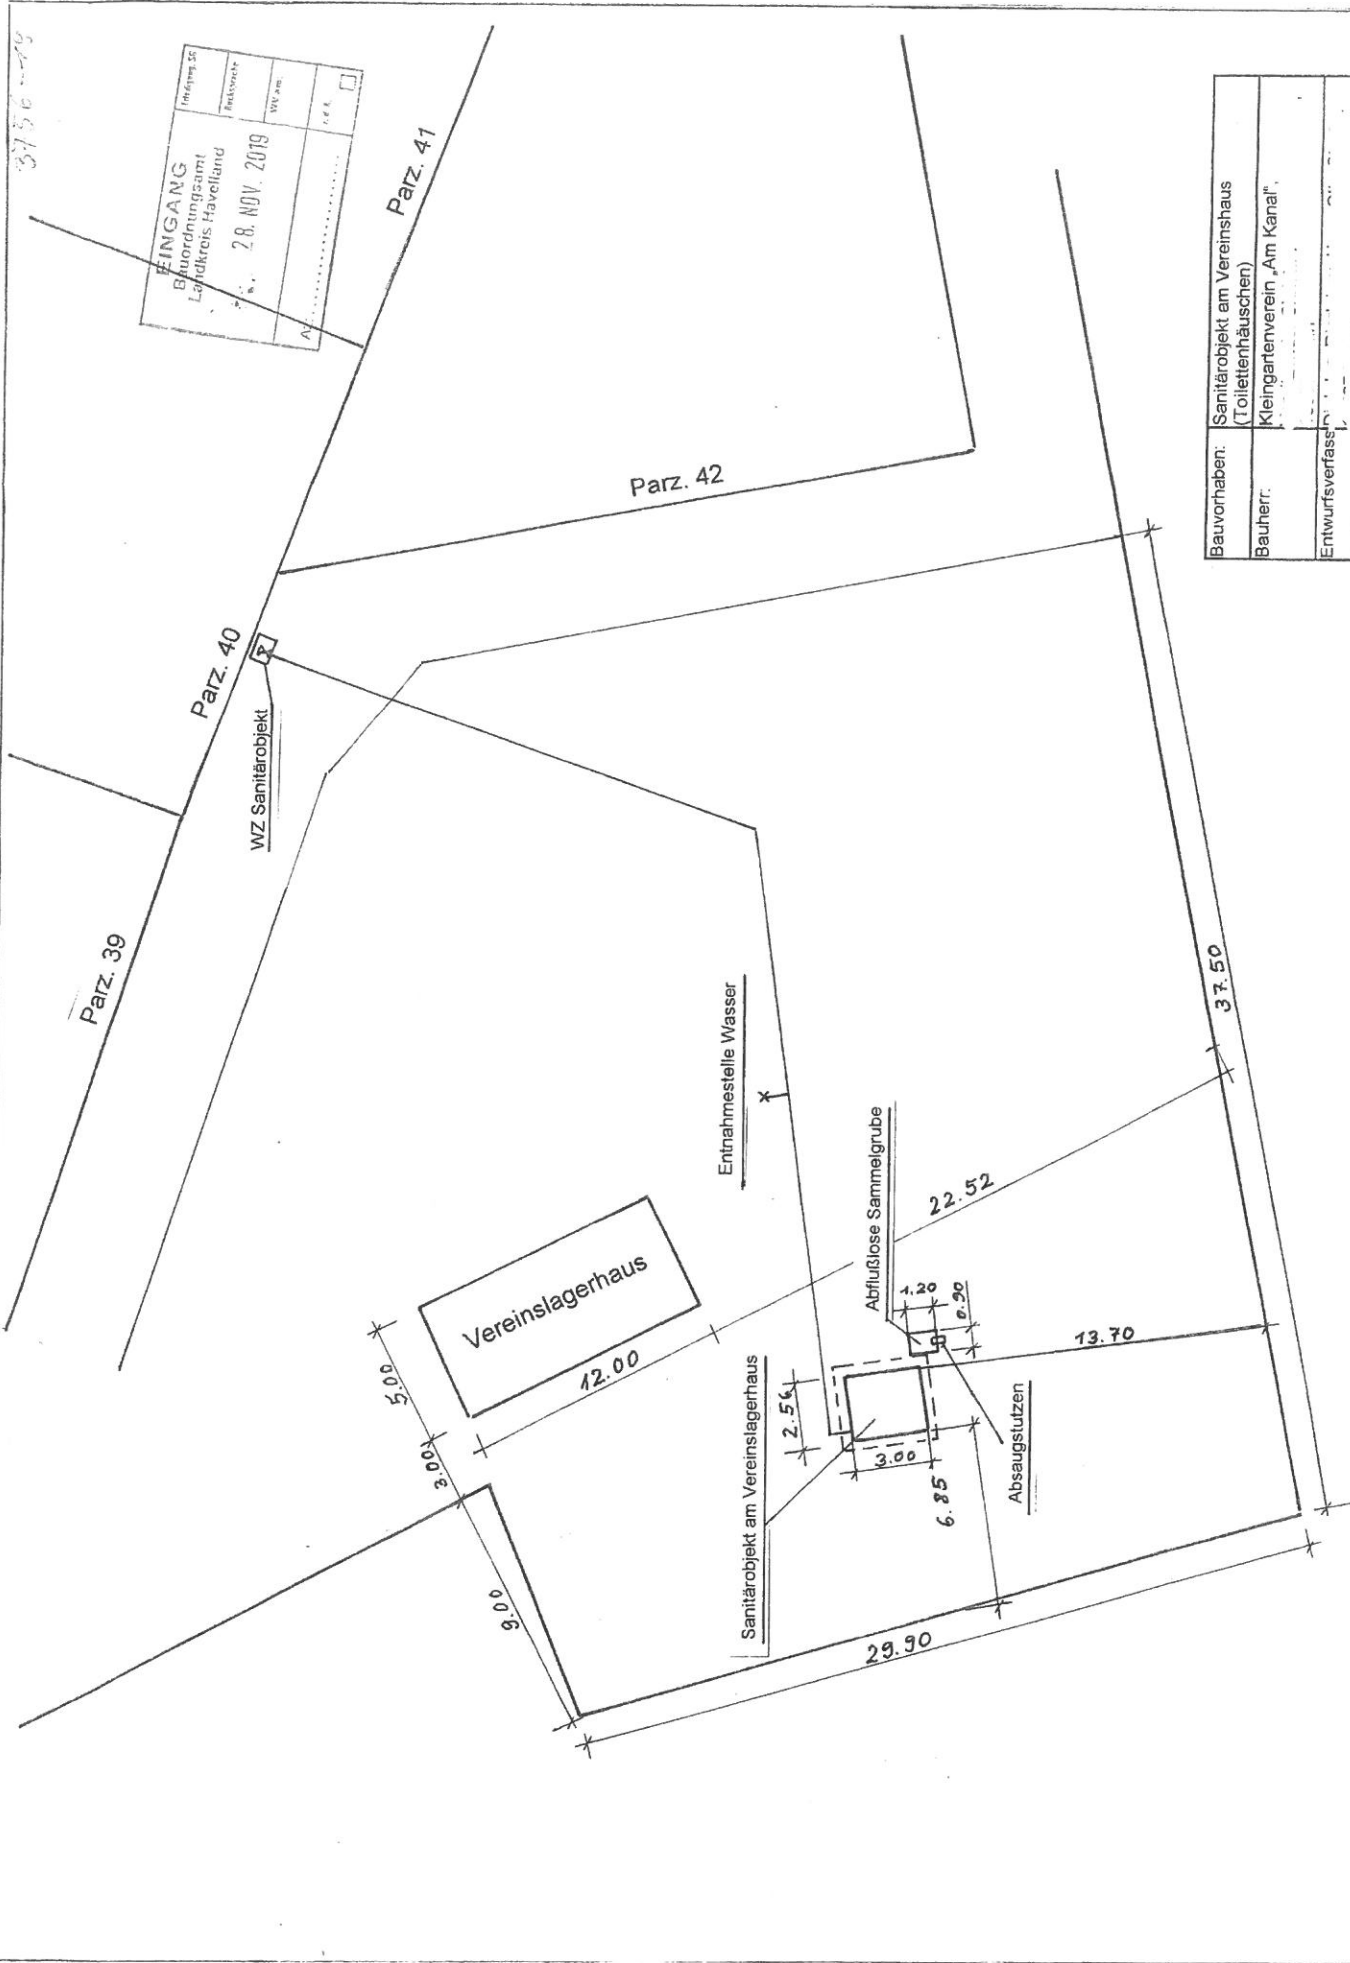 EINGANG
Bauordnungsamt
Landkreis Havelland
28. NOV. 2019
Parz. 39
Parz. 40
Parz. 41
Parz. 42
WZ Sanitärobjekt
Entnahmestelle Wasser
Vereinslagerhaus
5.00
3.00
9.00
12.00
Abflußlose Sammelgrube
22.52
1.20
0.90
Sanitärobjekt am Vereinslagerhaus
2.56
3.00
6.85
13.70
Absaugstutzen
29.90
37.50
Bauvorhaben: Sanitärobjekt am Vereinshaus
(Toilettenhäuschen)
Bauherr: Kleingartenverein „Am Kanal",